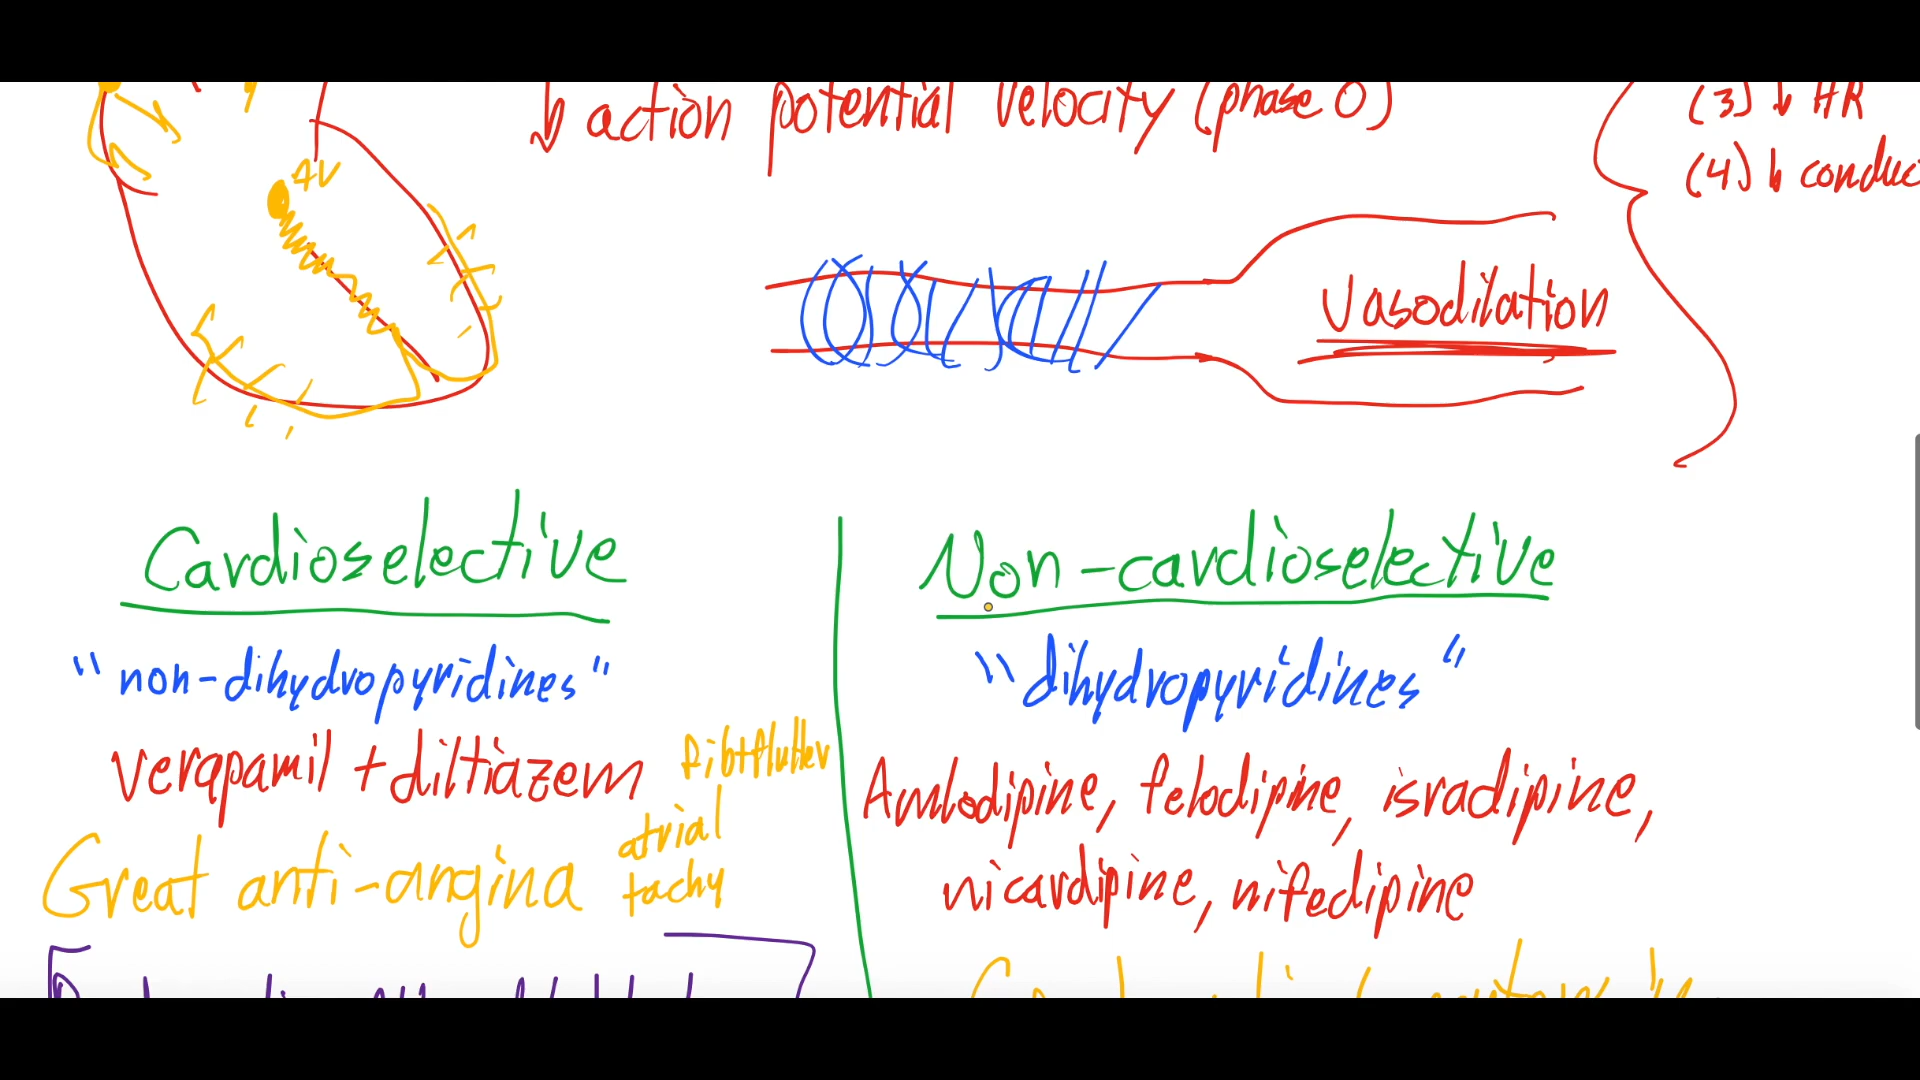 ↓ action potential velocity (phase 0)
(3) ↓ HR
(4) ↓ conduc
AV
Vasodilation
Cardioselective
"non-dihydropyridines"
verapamil + diltiazem
fib+flutter
atrial
tachy
Great anti-angina
Non-cardioselective
"dihydropyridines"
Amlodipine, felodipine, isradipine,
nicardipine, nifedipine